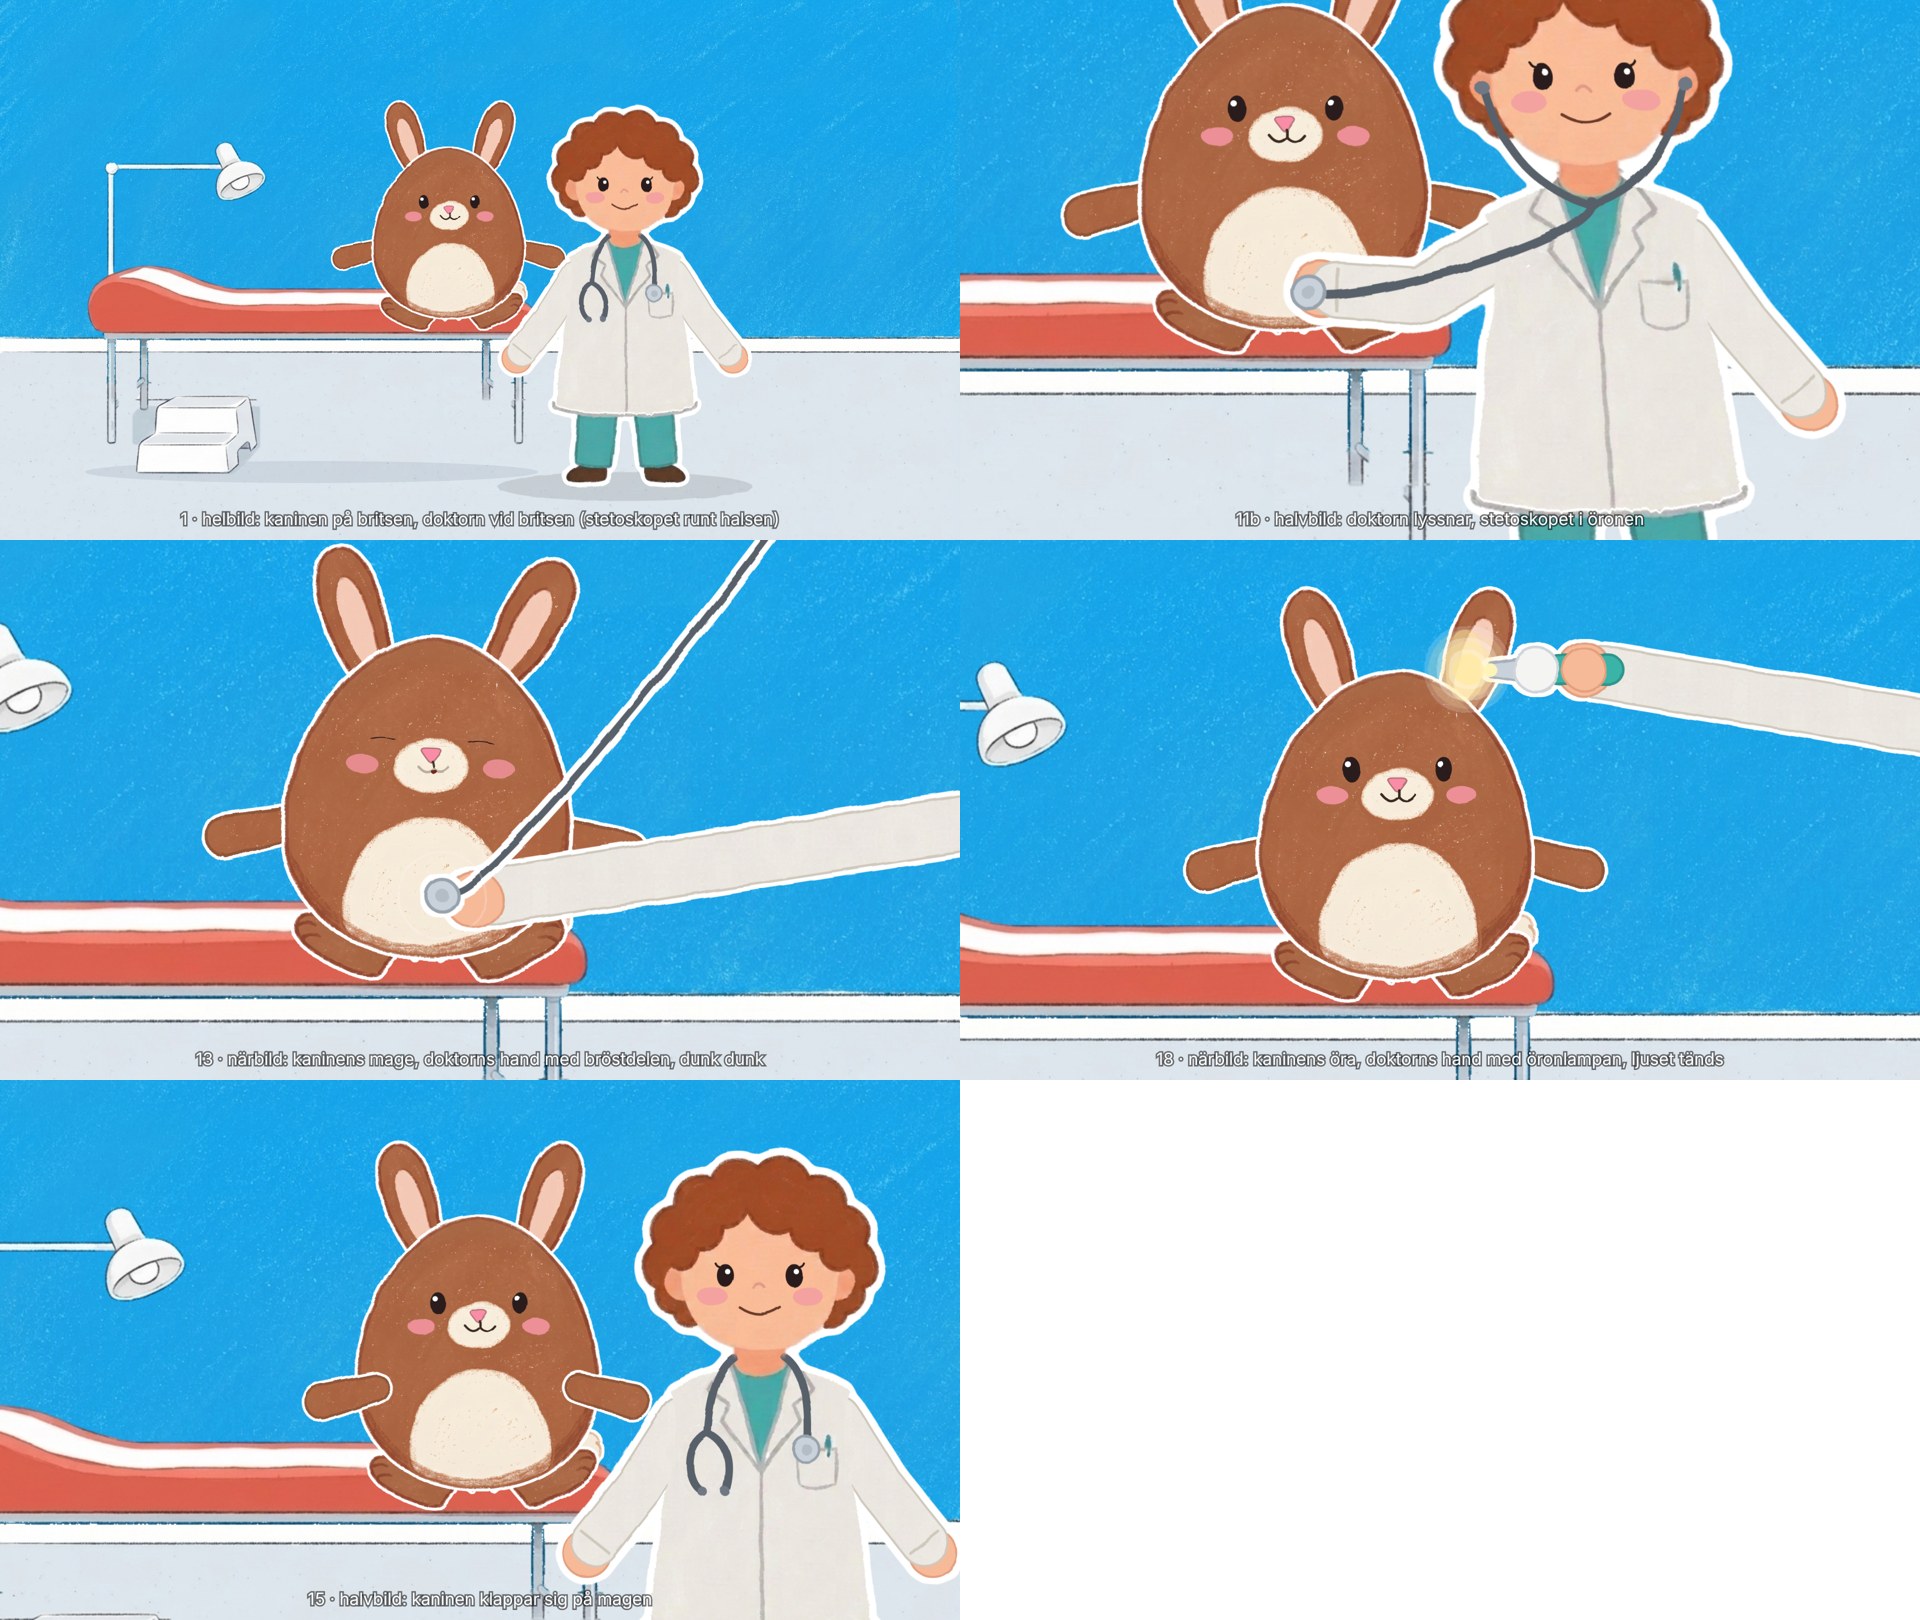 1 · helbild: kaninen på britsen, doktorn vid britsen (stetoskopet runt halsen)
11b · halvbild: doktorn lyssnar, stetoskopet i öronen
13 · närbild: kaninens mage, doktorns hand med bröstdelen, dunk dunk
18 · närbild: kaninens öra, doktorns hand med öronlampan, ljuset tänds
15 · halvbild: kaninen klappar sig på magen